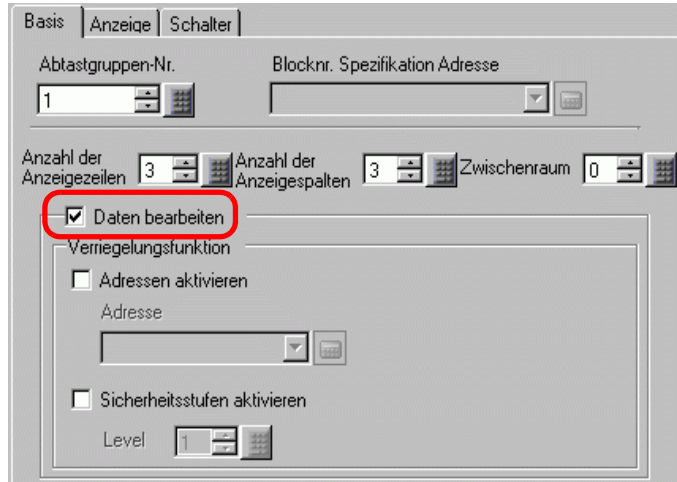 Basis Anzeige Schalter
Abtastgruppen-Nr. Blocknr. Spezifikation Adresse
1
Anzahl der Anzeigezeilen 3 Anzahl der Anzeigespalten 3 Zwischenraum 0
Daten bearbeiten
Verriegelungsfunktion
Adressen aktivieren
Adresse
Sicherheitsstufen aktivieren
Level 1